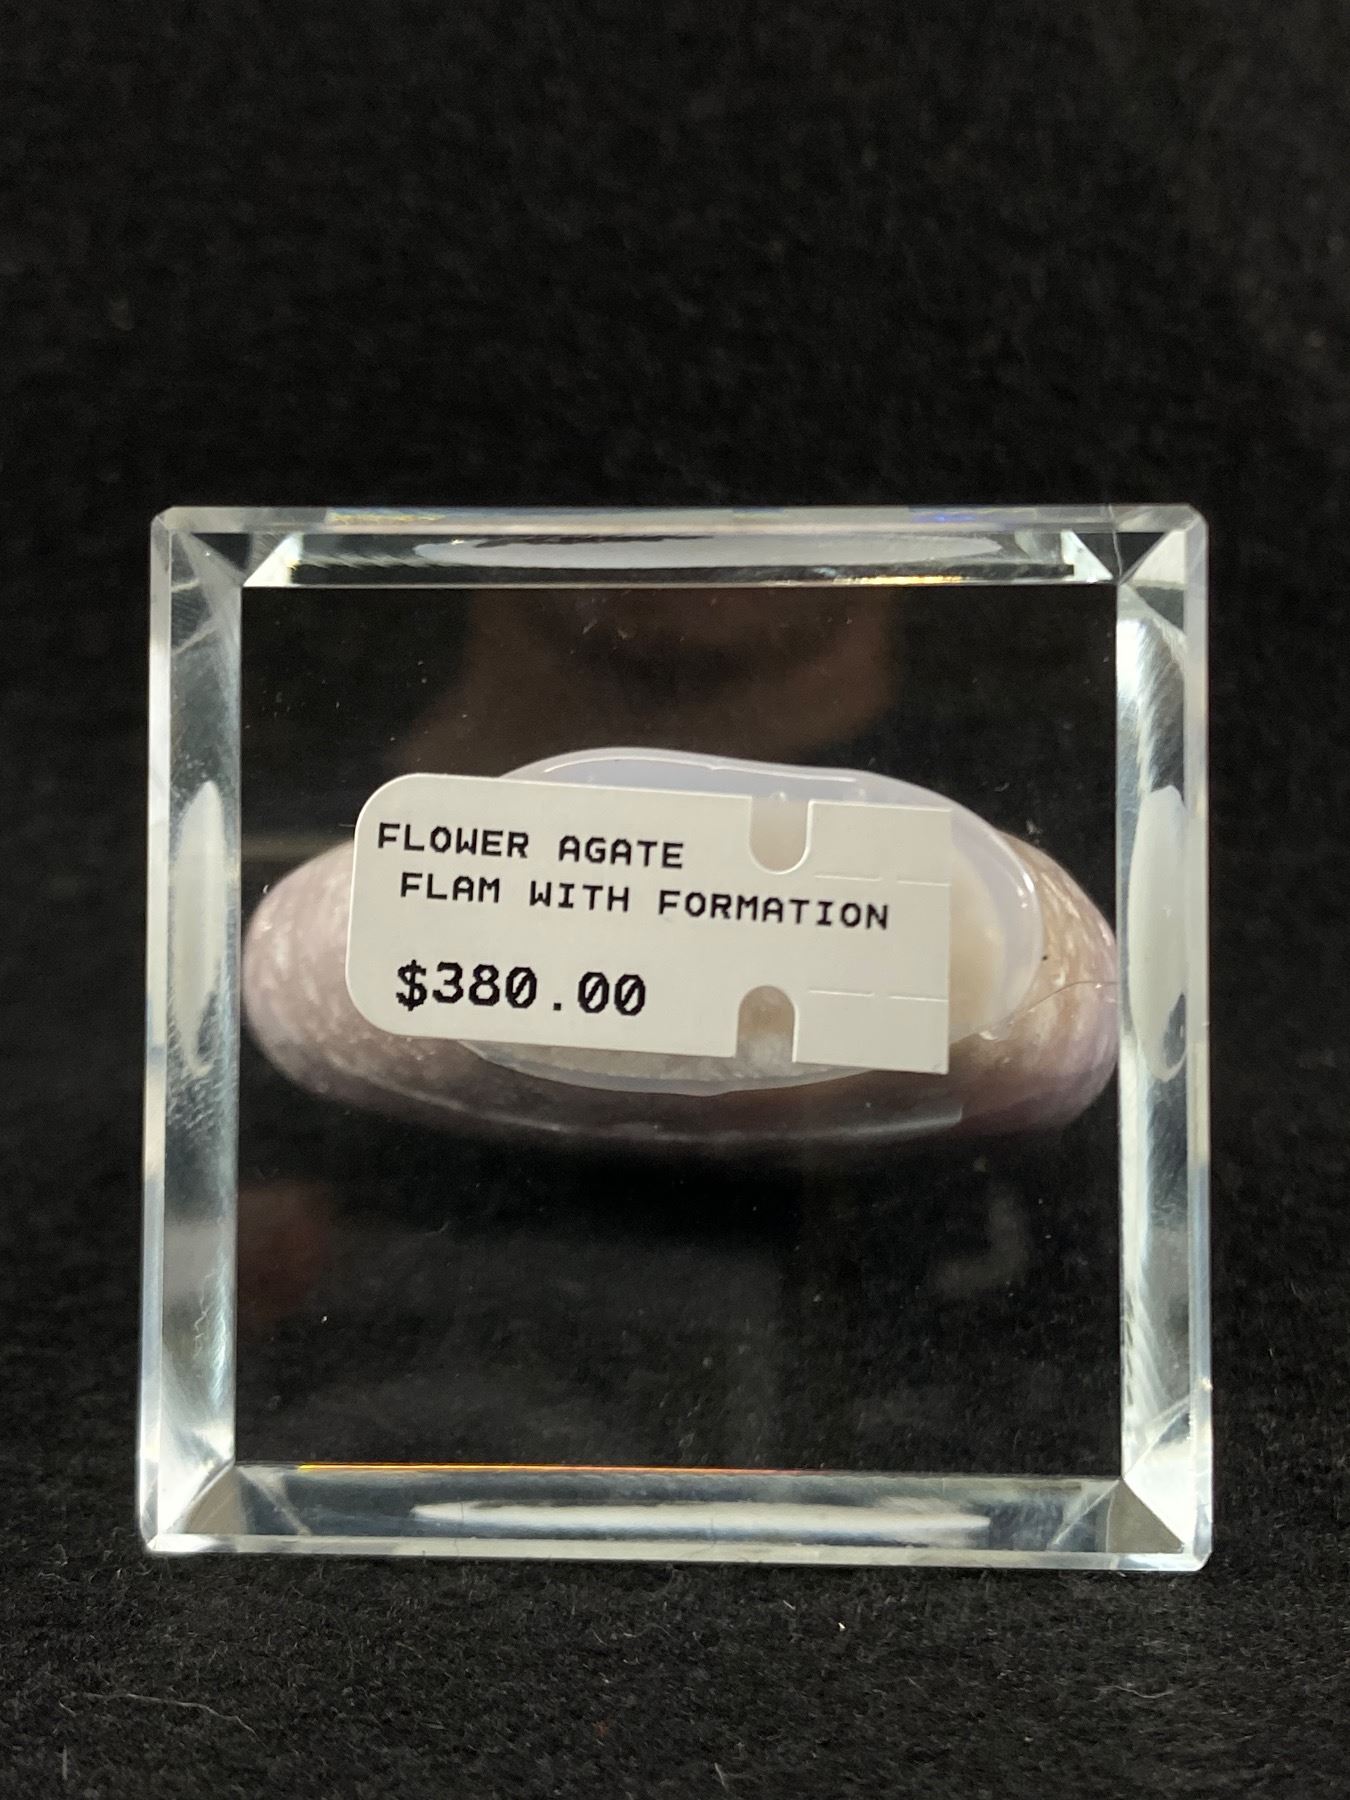 FLOWER AGATE
FLAM WITH FORMATION
$380.00